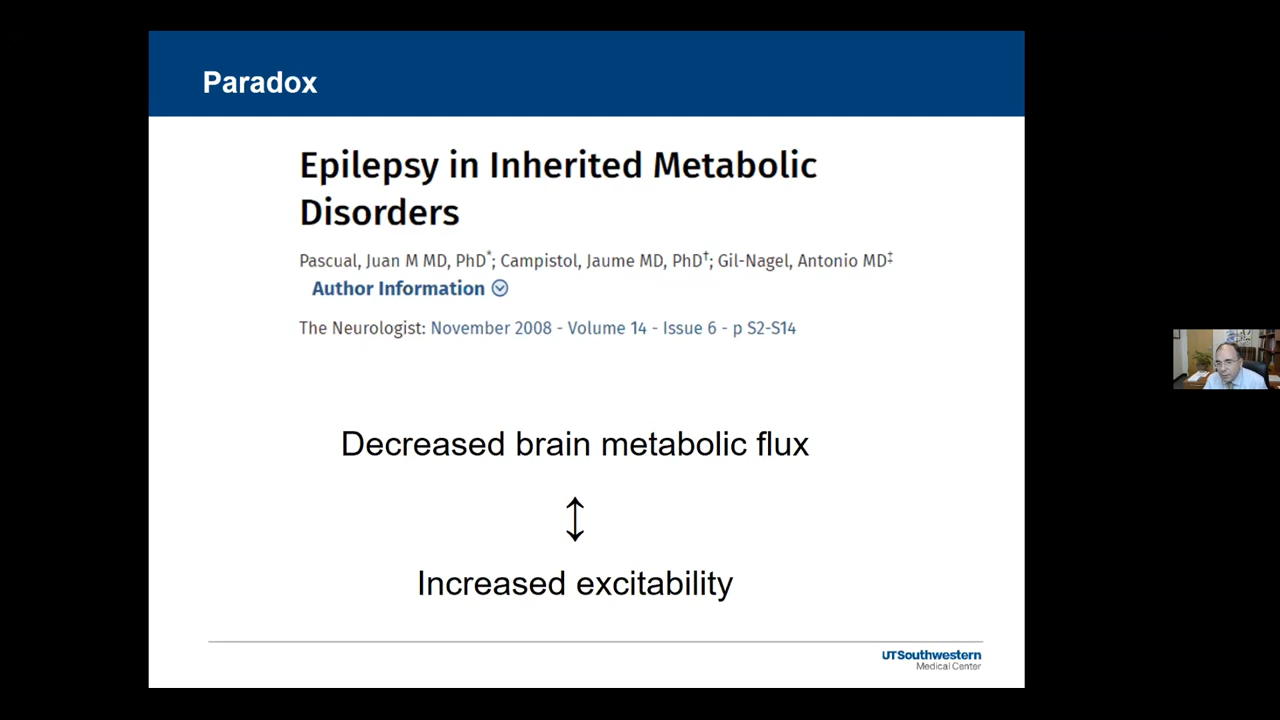 Paradox
Epilepsy in Inherited Metabolic
Disorders
Pascual, Juan M MD, PhD*; Campistol, Jaume MD, PhD†; Gil-Nagel, Antonio MD‡
Author Information
The Neurologist: November 2008 - Volume 14 - Issue 6 - p S2-S14
Decreased brain metabolic flux
↕
Increased excitability
UTSouthwestern
Medical Center